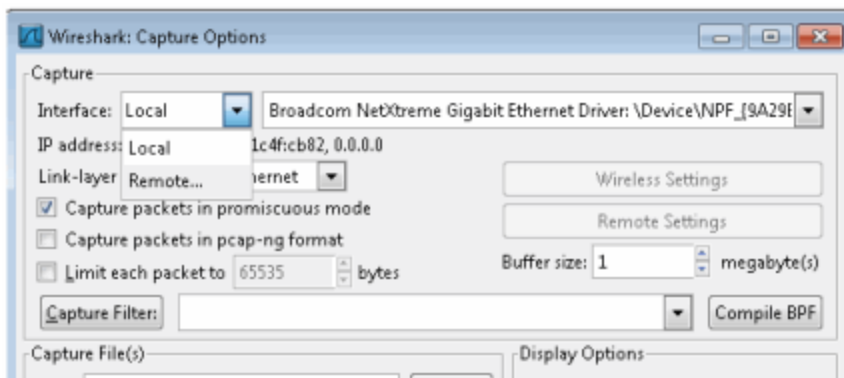 Wireshark: Capture Options
Capture
Interface: Local Broadcom NetXtreme Gigabit Ethernet Driver: \Device\NPF_{9A29E
IP address: Local 1c4f:cb82, 0.0.0.0
Link-layer Remote... ernet Wireless Settings
Capture packets in promiscuous mode
Remote Settings
Capture packets in pcap-ng format
Limit each packet to 65535 bytes Buffer size: 1 megabyte(s)
Capture Filter: Compile BPF
Capture File(s) Display Options